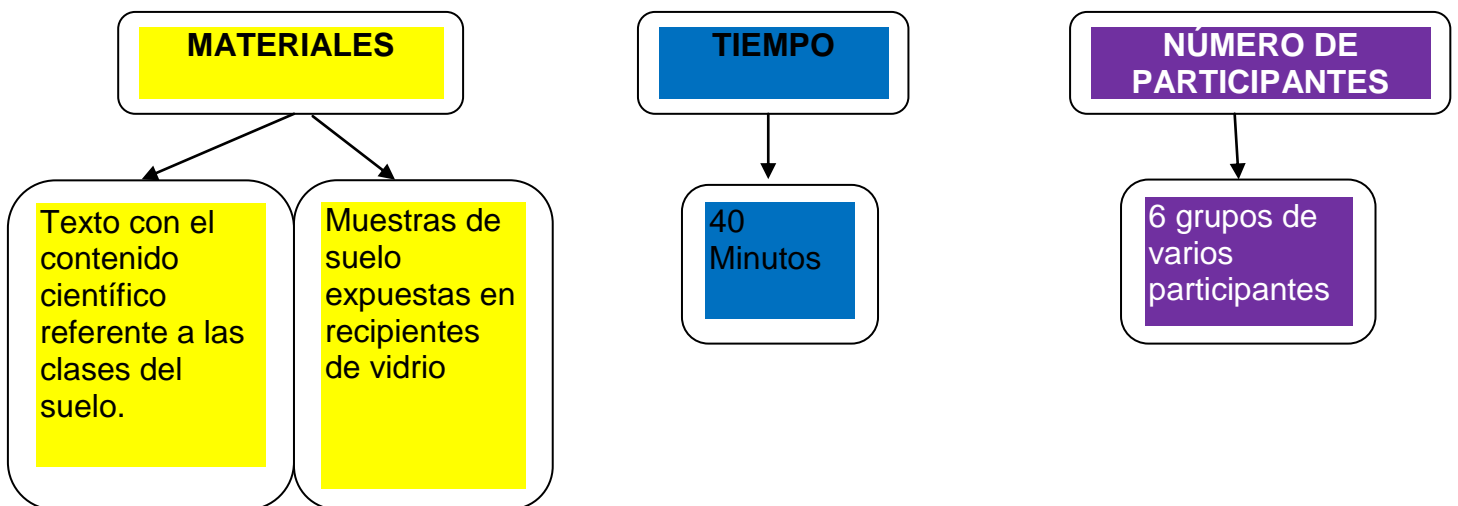 MATERIALES
TIEMPO
NÚMERO DE
PARTICIPANTES
Texto con el
contenido
científico
referente a las
clases del
suelo.
Muestras de
suelo
expuestas en
recipientes
de vidrio
40
Minutos
6 grupos de
varios
participantes